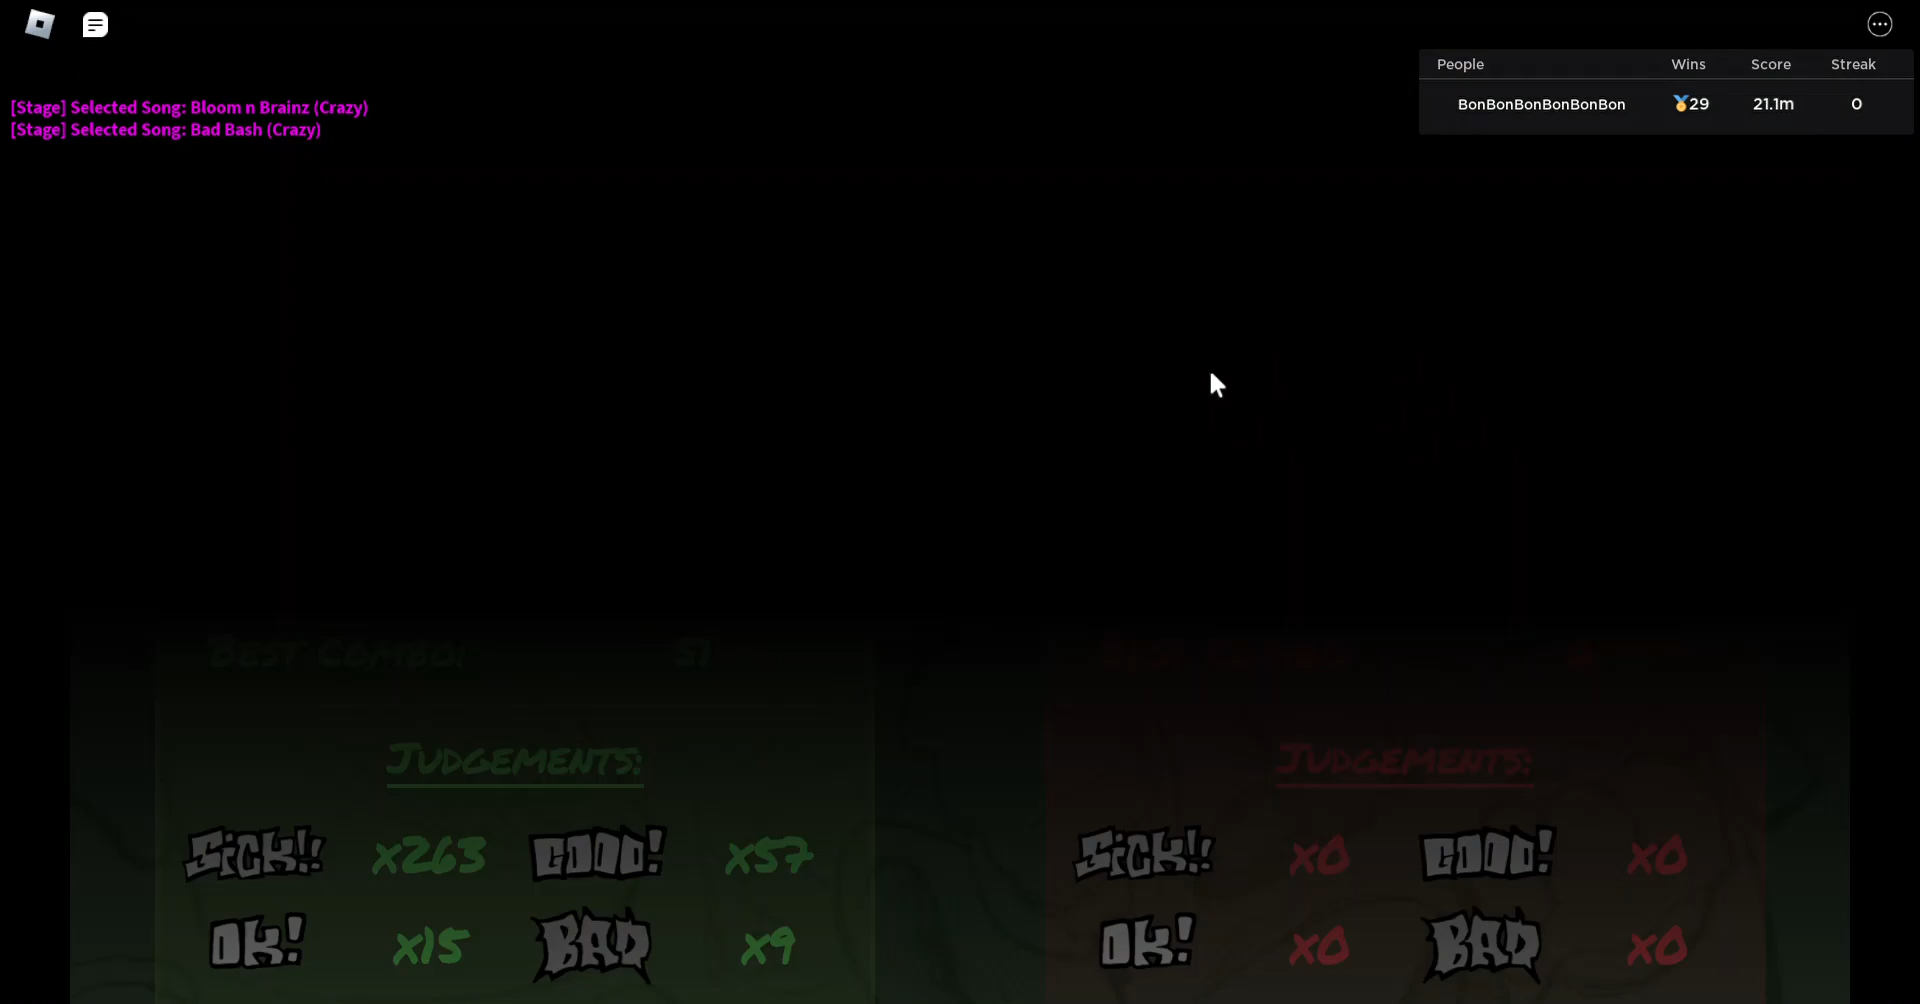 People Wins Score Streak
BonBonBonBonBonBon 29 21.1m 0
[Stage] Selected Song: Bloom n Brainz (Crazy)
[Stage] Selected Song: Bad Bash (Crazy)
Best Combo: 51
Judgements:
Sick!! x263 Good! x57
Ok! x15 Bad x9
Judgements:
Sick!! x0 Good! x0
Ok! x0 Bad x0